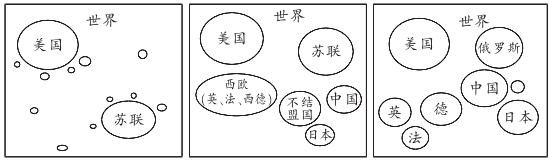 世界
美国
苏联
世界
美国
苏联
西欧
(英、法、西德)
不结
盟国
中国
日本
世界
美国
俄罗斯
中国
英
德
日本
法